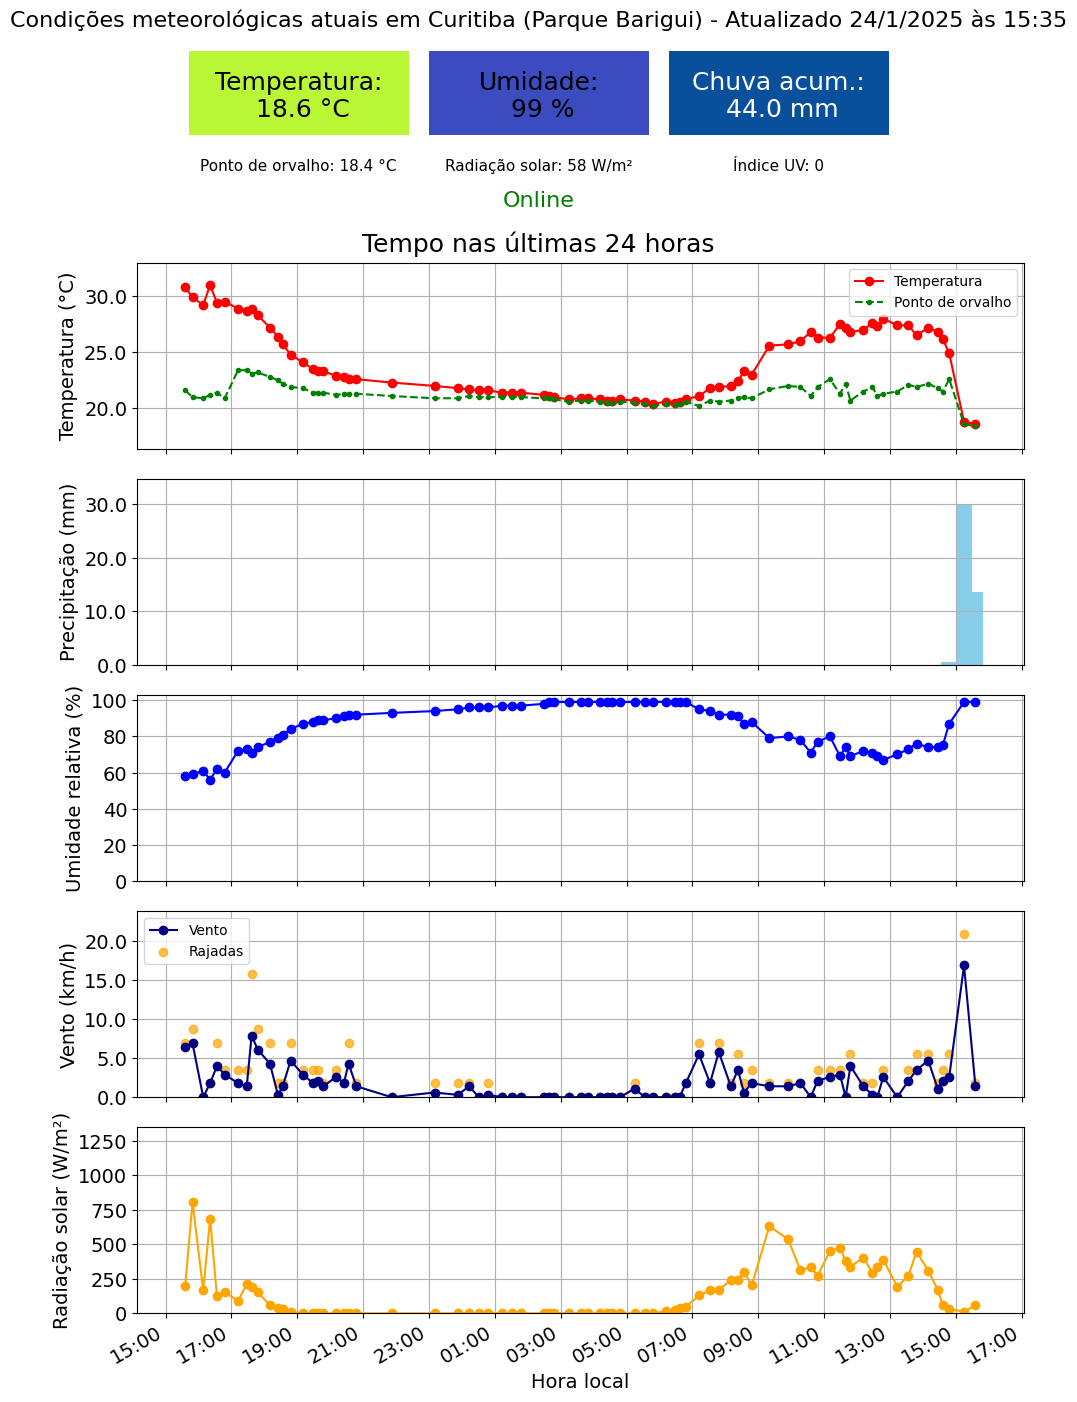 Condições meteorológicas atuais em Curitiba (Parque Barigui) - Atualizado 24/1/2025 às 15:35
Temperatura:
18.6 °C
Umidade:
99 %
Chuva acum.:
44.0 mm
Ponto de orvalho: 18.4 °C
Radiação solar: 58 W/m²
Índice UV: 0
Online
Tempo nas últimas 24 horas
Temperatura (°C)
30.0
25.0
20.0
Temperatura
Ponto de orvalho
Precipitação (mm)
30.0
20.0
10.0
0.0
Umidade relativa (%)
100
80
60
40
20
0
Vento (km/h)
20.0
15.0
10.0
5.0
0.0
Vento
Rajadas
Radiação solar (W/m²)
1250
1000
750
500
250
0
15:00
17:00
19:00
21:00
23:00
01:00
03:00
05:00
07:00
09:00
11:00
13:00
15:00
17:00
Hora local